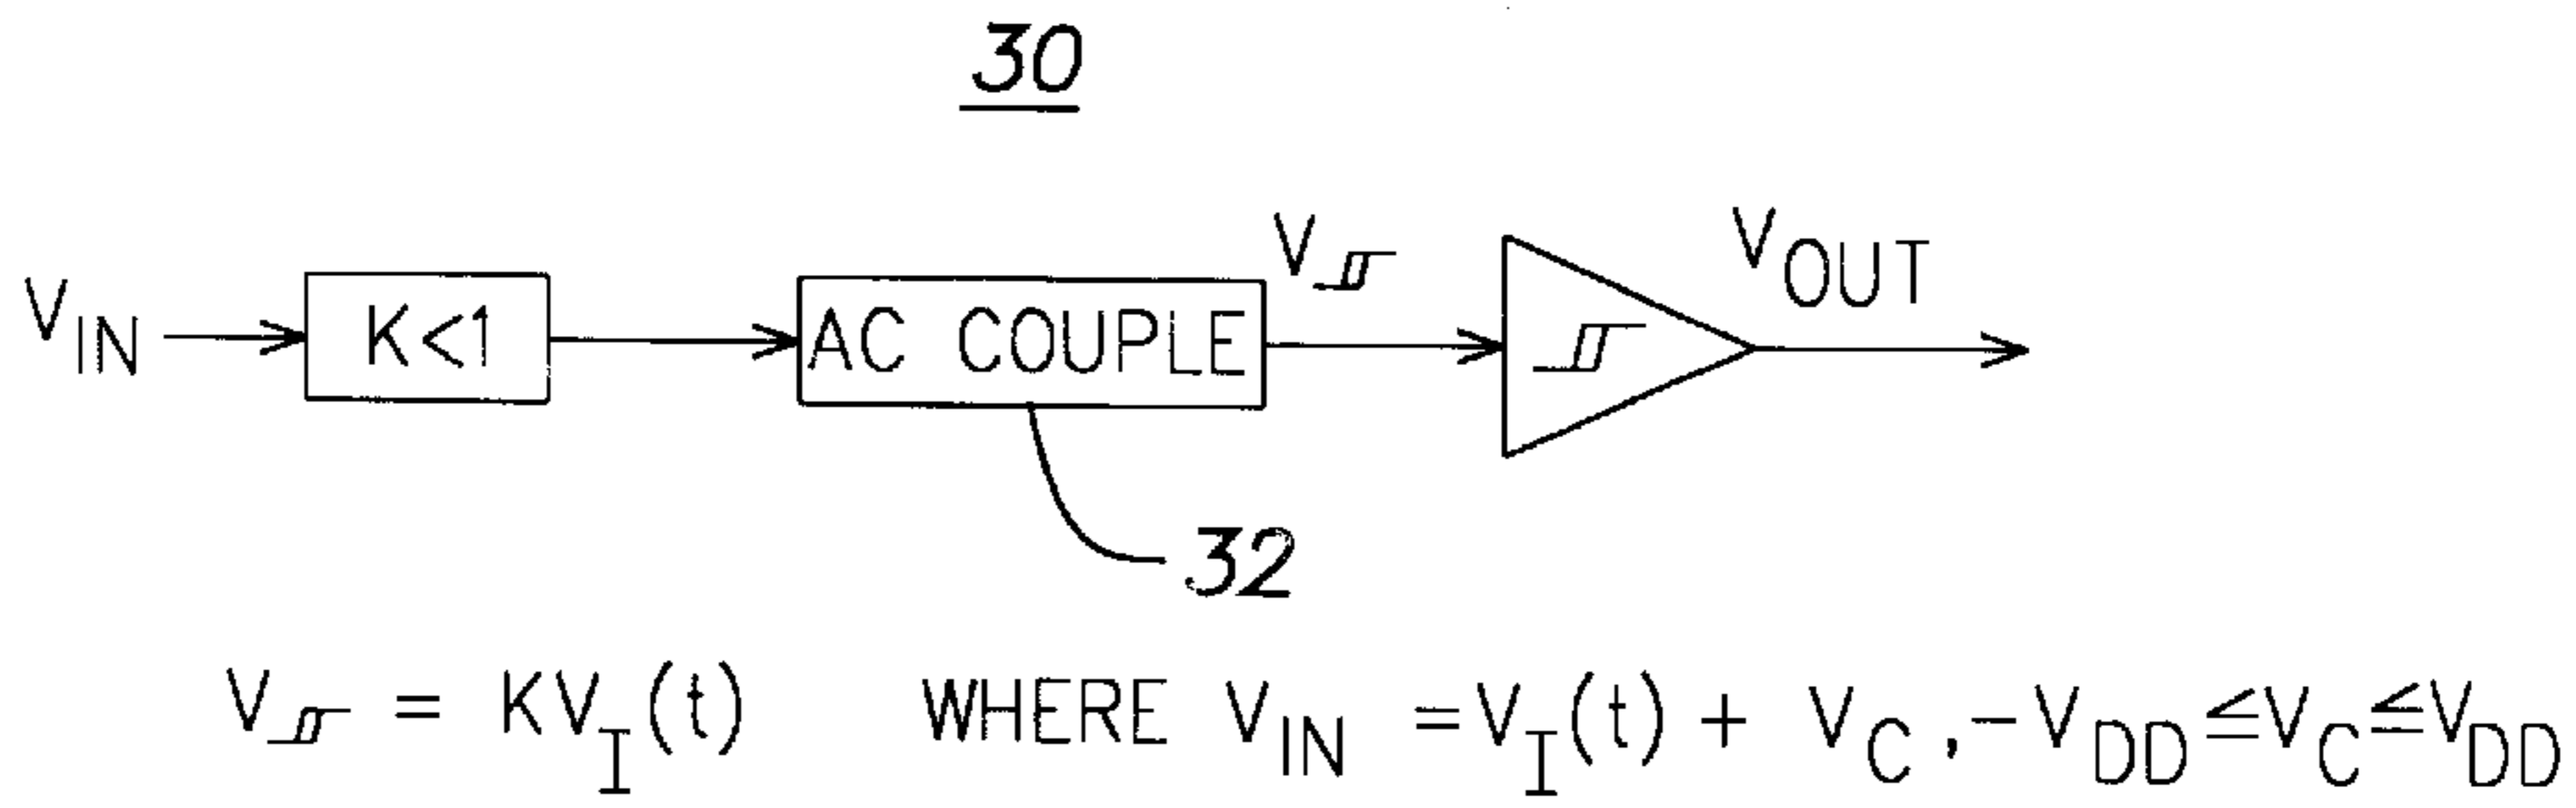 30
V_IN K<1 AC COUPLE V V_OUT
32
V = KV_I(t) WHERE V_IN = V_I(t) + V_C, -V_DD ≤ V_C ≤ V_DD